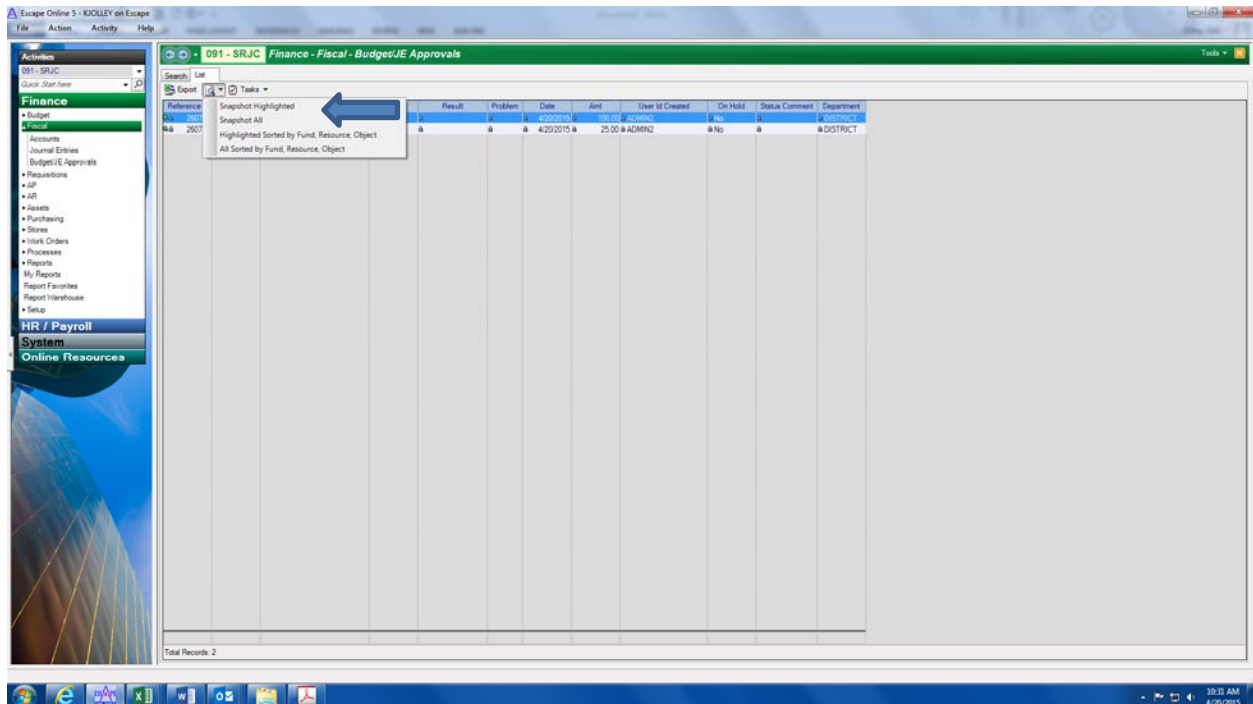 Escape Online 5 - KJOLLEY on Escape
File Action Activity Help
Activities
091 - SRJC
Quick Start here
Finance
Budget
Fiscal
Accounts
Journal Entries
Budget/JE Approvals
Requisitions
AP
AR
Assets
Purchasing
Stores
Work Orders
Processes
Reports
My Reports
Report Favorites
Report Warehouse
Setup
HR / Payroll
System
Online Resources
091 - SRJC Finance - Fiscal - Budget/JE Approvals
Tools
Search List
Export Tasks
Snapshot Highlighted
Snapshot All
Highlighted Sorted by Fund, Resource, Object
All Sorted by Fund, Resource, Object
Reference Result Problem Date Amt User Id Created On Hold Status Comment Department
2607 4/20/2015 100.00 ADMIN2 No DISTRICT
2607 4/20/2015 25.00 ADMIN2 No DISTRICT
Total Records: 2
10:31 AM
4/20/2015